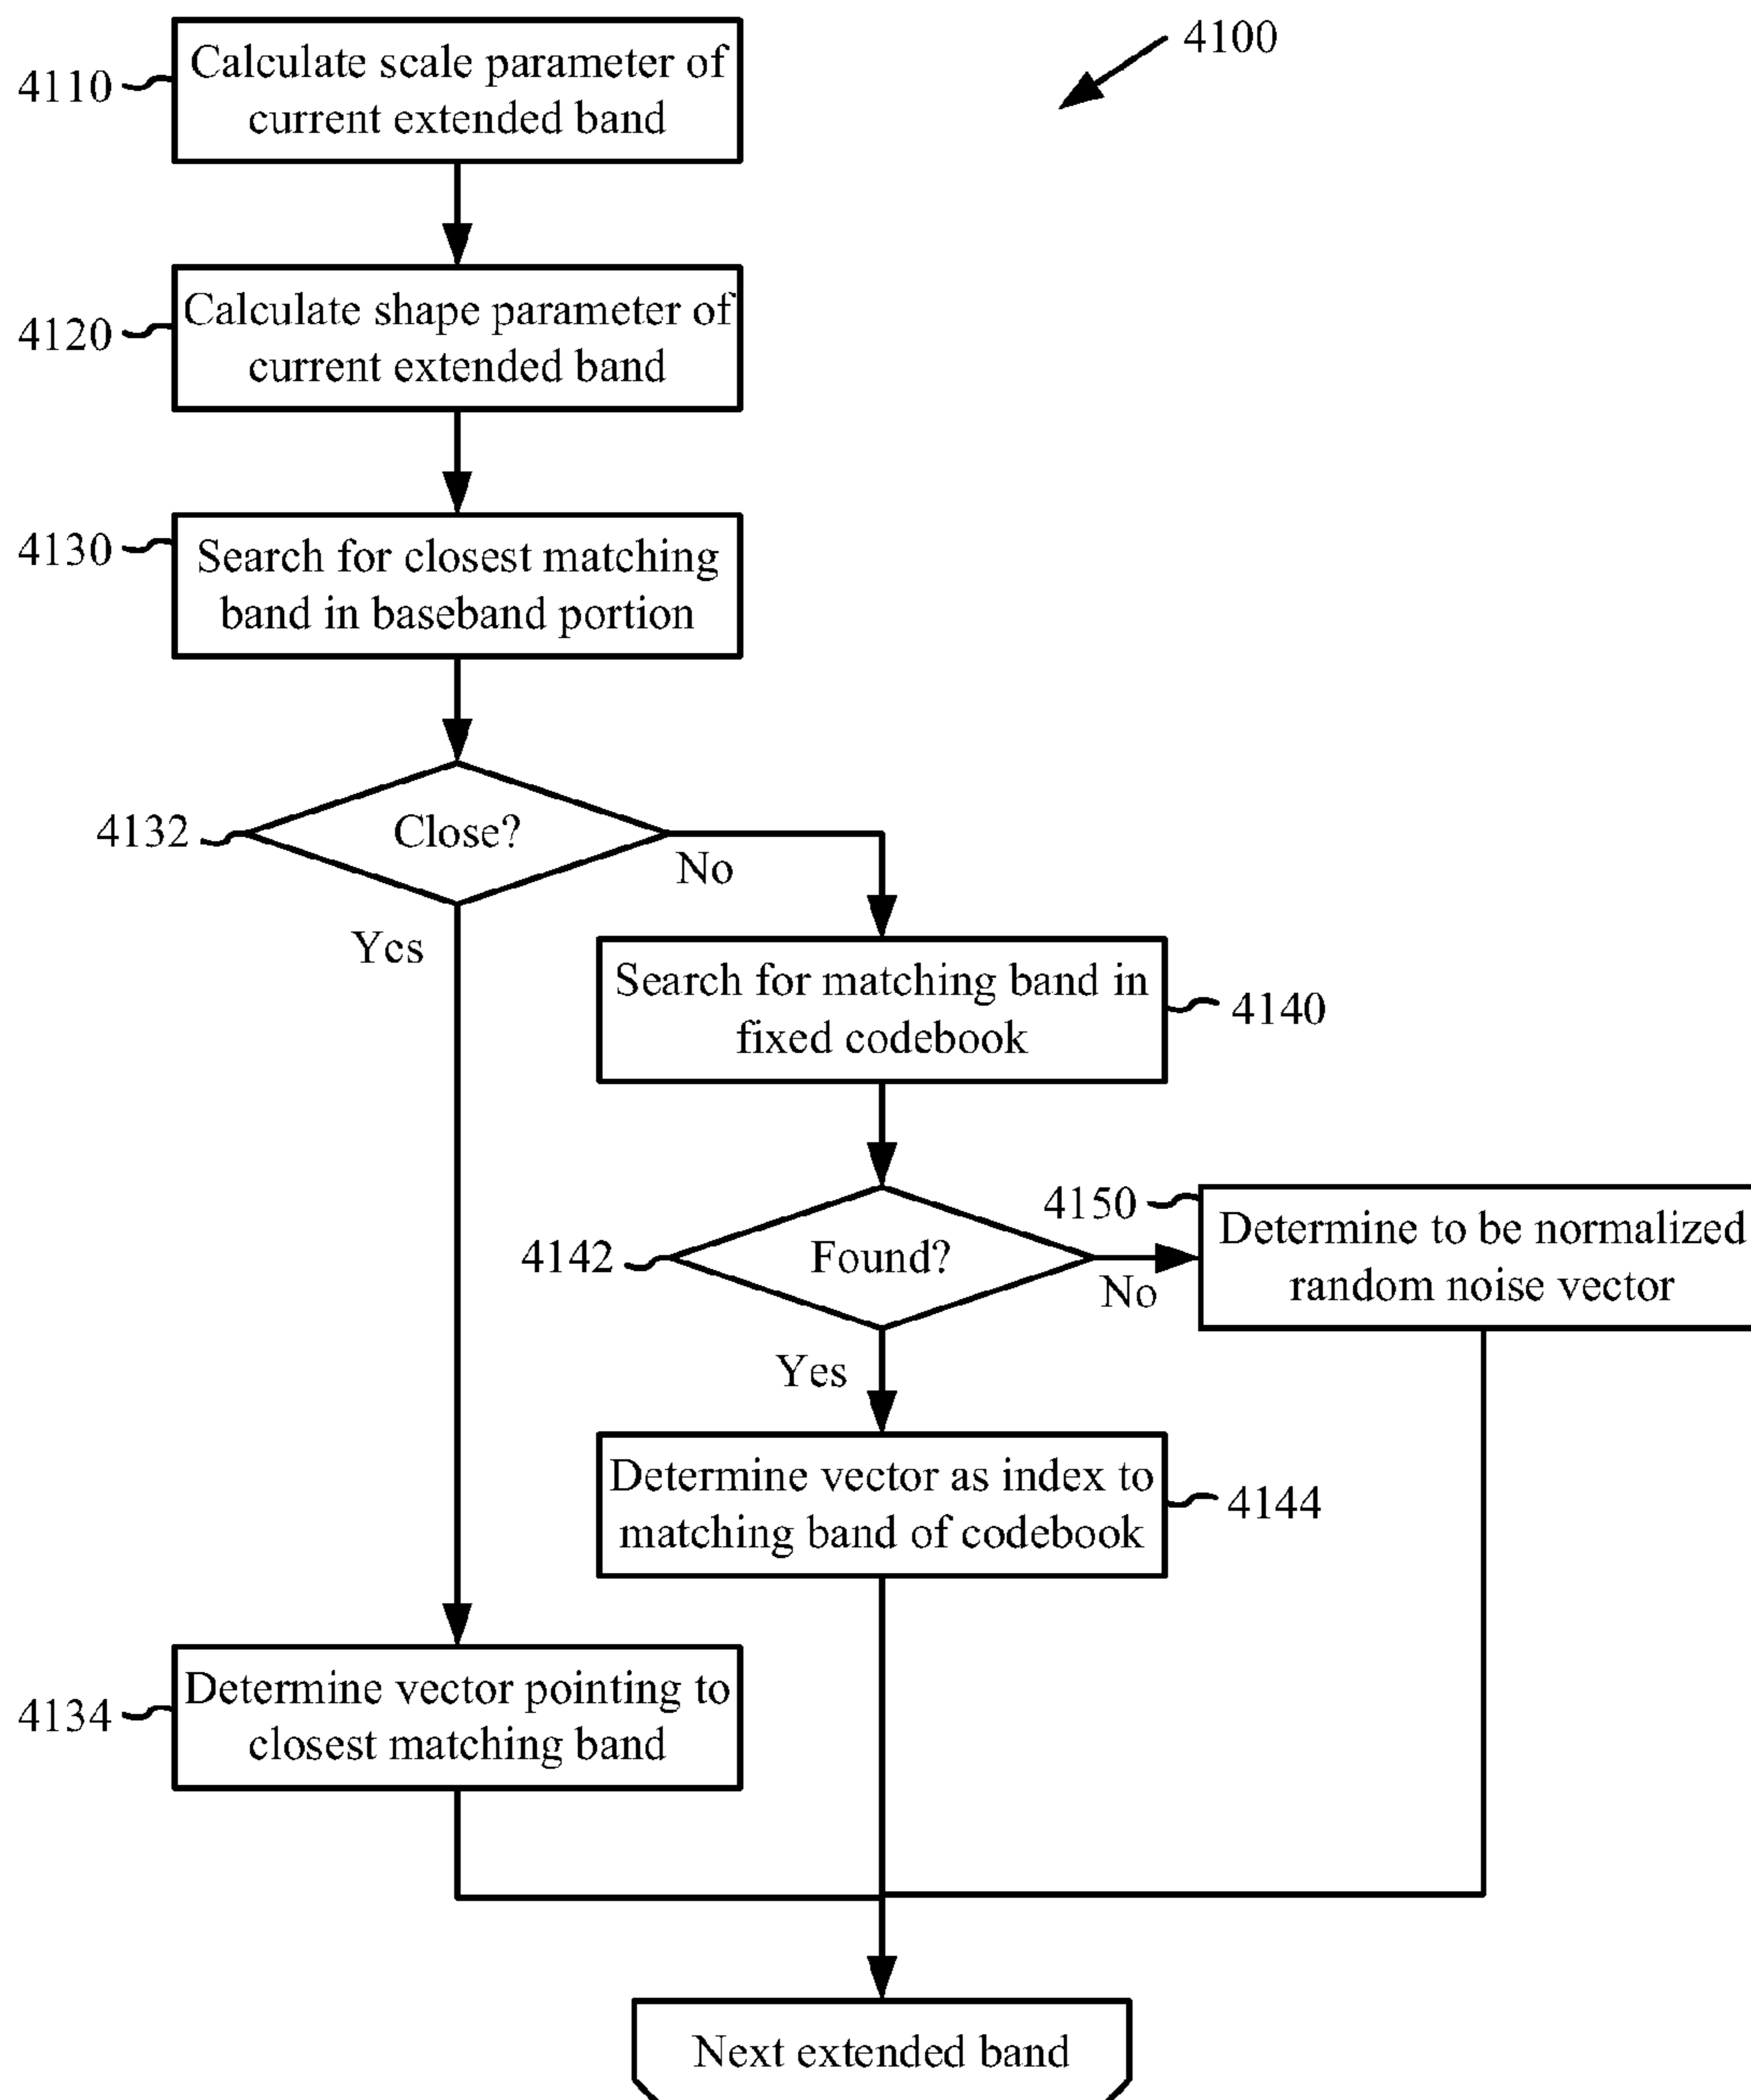 4100
4110
Calculate scale parameter of
current extended band
4120
Calculate shape parameter of
current extended band
4130
Search for closest matching
band in baseband portion
4132
Close?
No
Yes
Search for matching band in
fixed codebook
4140
4142
Found?
No
4150
Determine to be normalized
random noise vector
Yes
Determine vector as index to
matching band of codebook
4144
4134
Determine vector pointing to
closest matching band
Next extended band